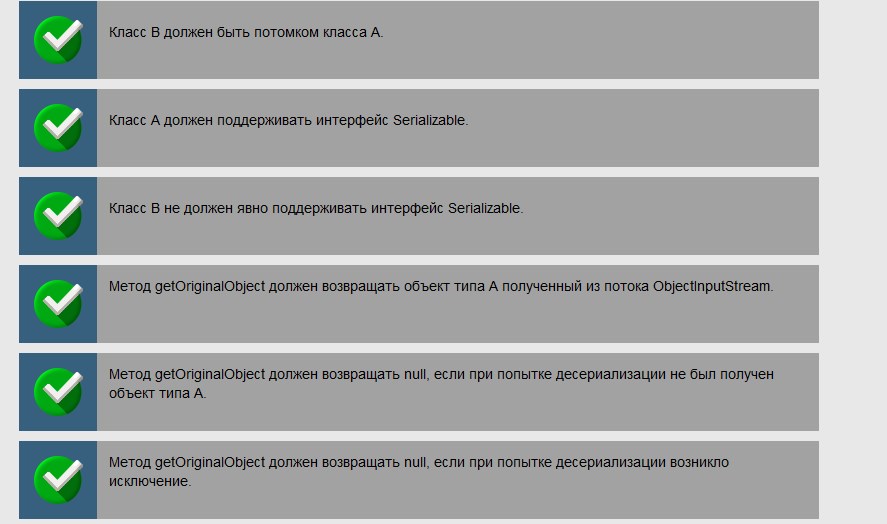 Класс B должен быть потомком класса A.
Класс A должен поддерживать интерфейс Serializable.
Класс B не должен явно поддерживать интерфейс Serializable.
Метод getOriginalObject должен возвращать объект типа A полученный из потока ObjectInputStream.
Метод getOriginalObject должен возвращать null, если при попытке десериализации не был получен
объект типа A.
Метод getOriginalObject должен возвращать null, если при попытке десериализации возникло
исключение.